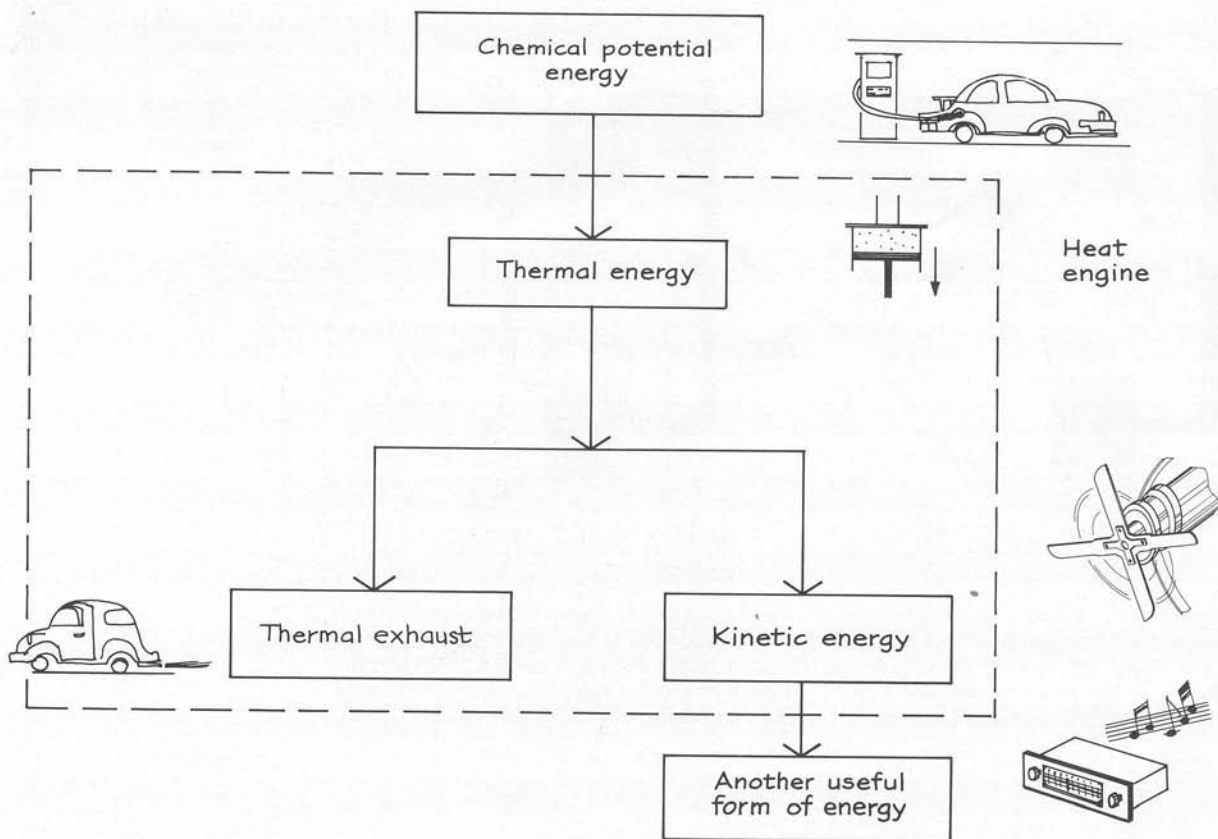 Chemical potential
energy
Thermal energy
Heat
engine
Thermal exhaust
Kinetic energy
Another useful
form of energy